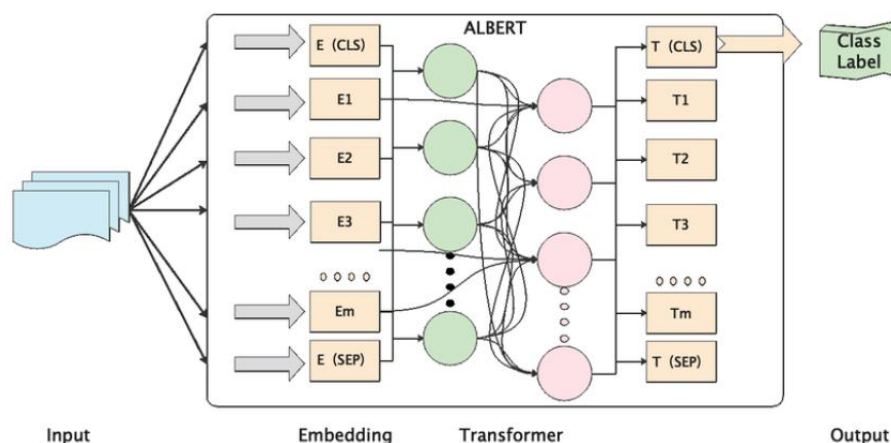 ALBERT
E (CLS)
E1
E2
E3
Em
E (SEP)
T (CLS)
T1
T2
T3
Tm
T (SEP)
Class
Label
Input
Embedding
Transformer
Output